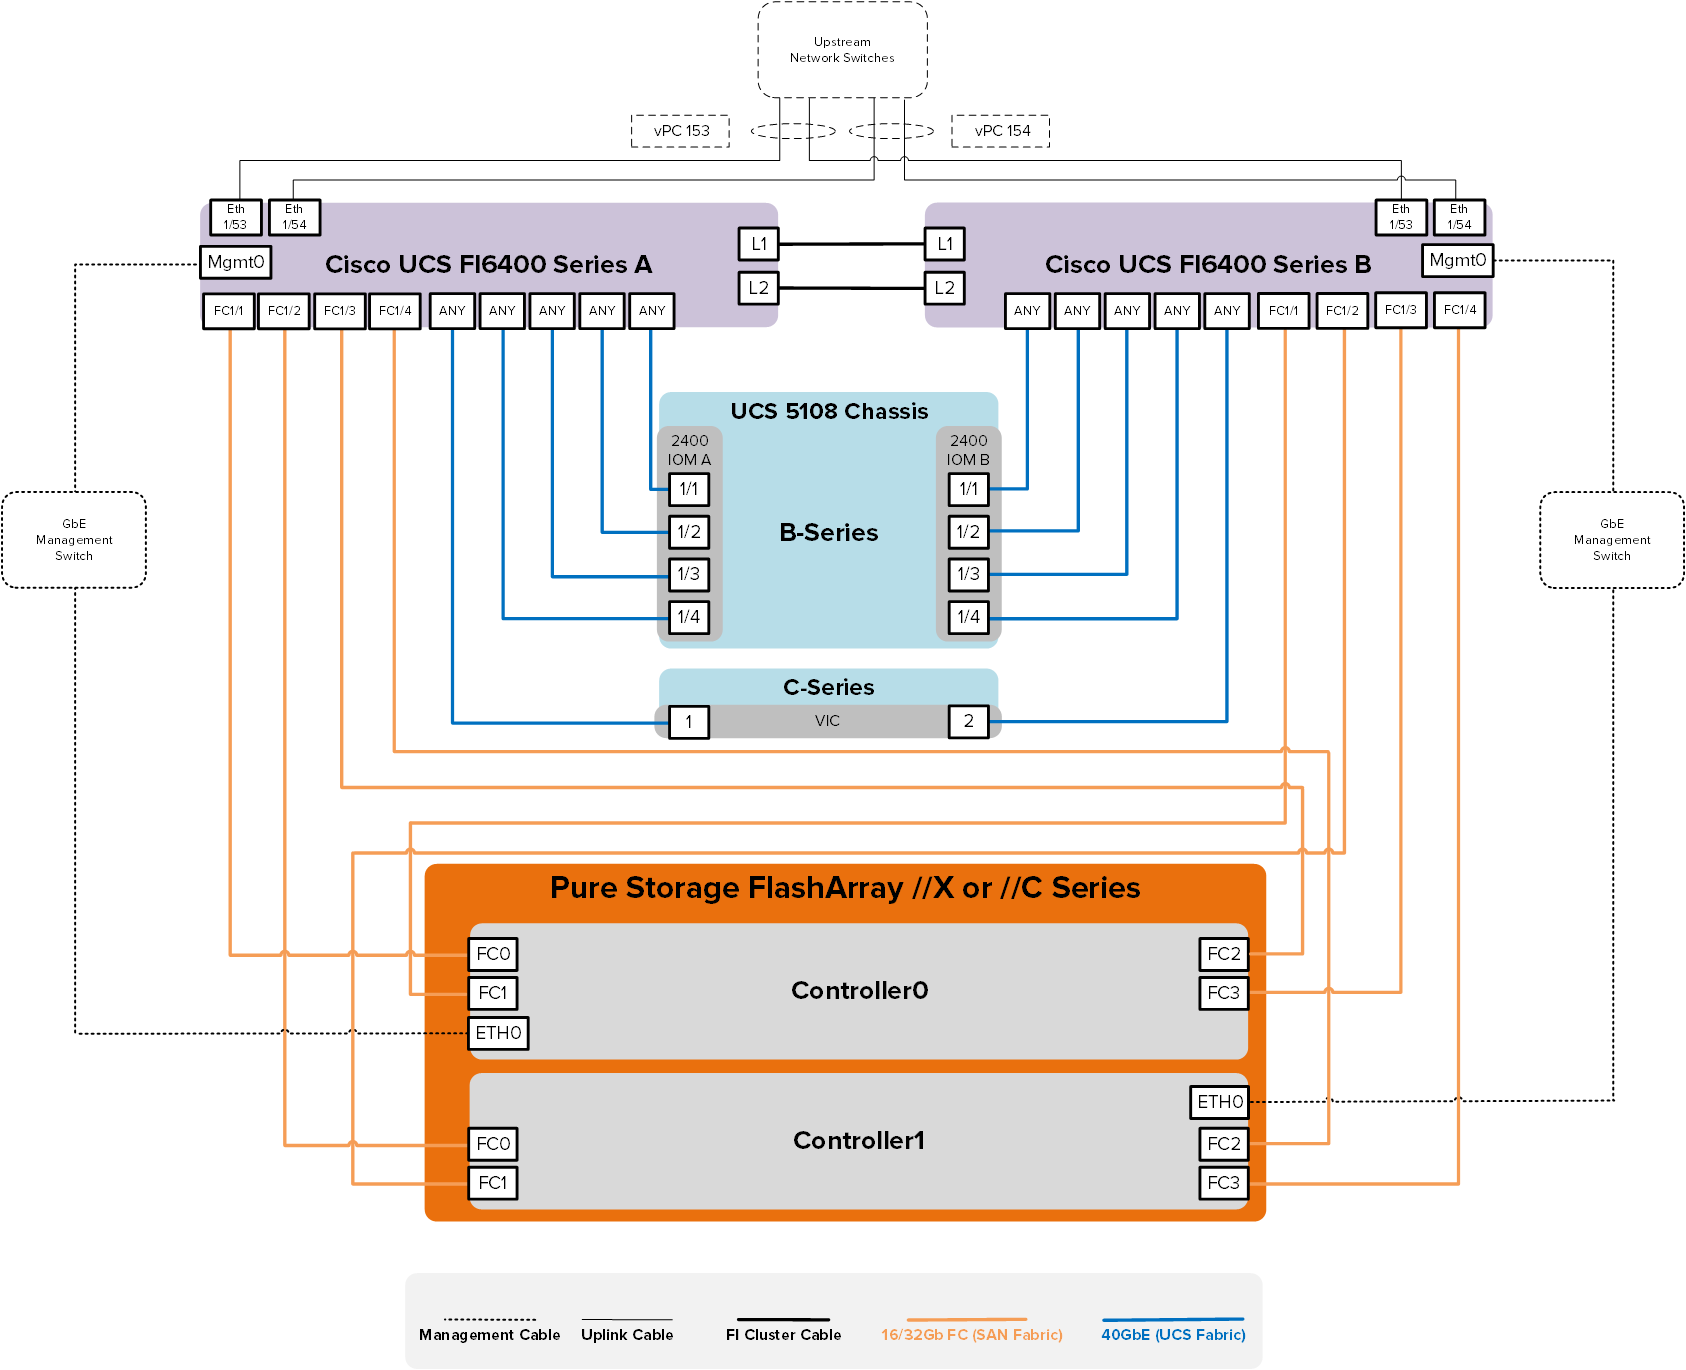 Upstream
Network Switches
vPC 153
vPC 154
Eth
1/53
Eth
1/54
Eth
1/53
Eth
1/54
Mgmt0
Cisco UCS FI6400 Series A
L1
L1
Cisco UCS FI6400 Series B
Mgmt0
L2
L2
FC1/1
FC1/2
FC1/3
FC1/4
ANY
ANY
ANY
ANY
ANY
ANY
ANY
ANY
ANY
ANY
FC1/1
FC1/2
FC1/3
FC1/4
UCS 5108 Chassis
2400
IOM A
2400
IOM B
1/1
1/1
1/2
B-Series
1/2
1/3
1/3
1/4
1/4
GbE
Management
Switch
GbE
Management
Switch
C-Series
1
VIC
2
Pure Storage FlashArray //X or //C Series
FC0
FC2
FC1
Controller0
FC3
ETH0
ETH0
FC0
Controller1
FC2
FC1
FC3
Management Cable
Uplink Cable
FI Cluster Cable
16/32Gb FC (SAN Fabric)
40GbE (UCS Fabric)